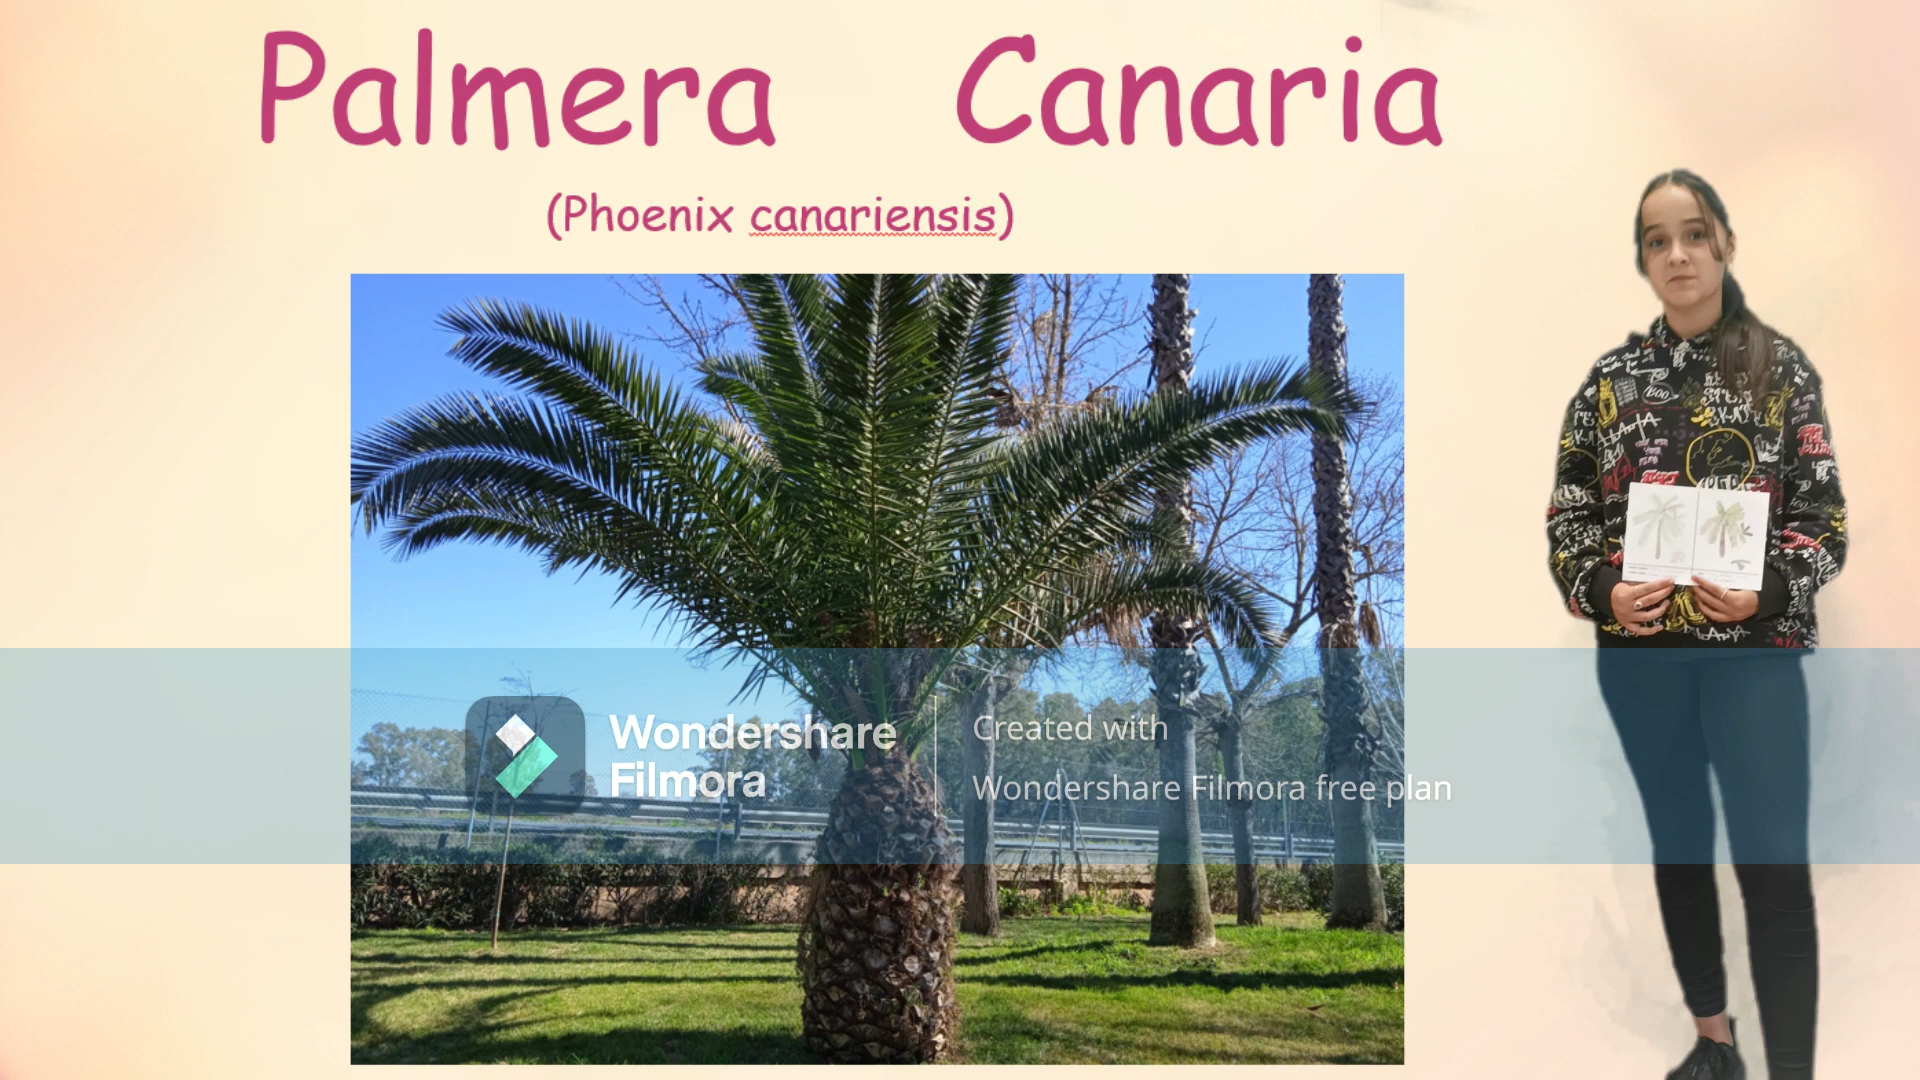 Palmera Canaria
(Phoenix canariensis)
Wondershare
Filmora
Created with
Wondershare Filmora free plan